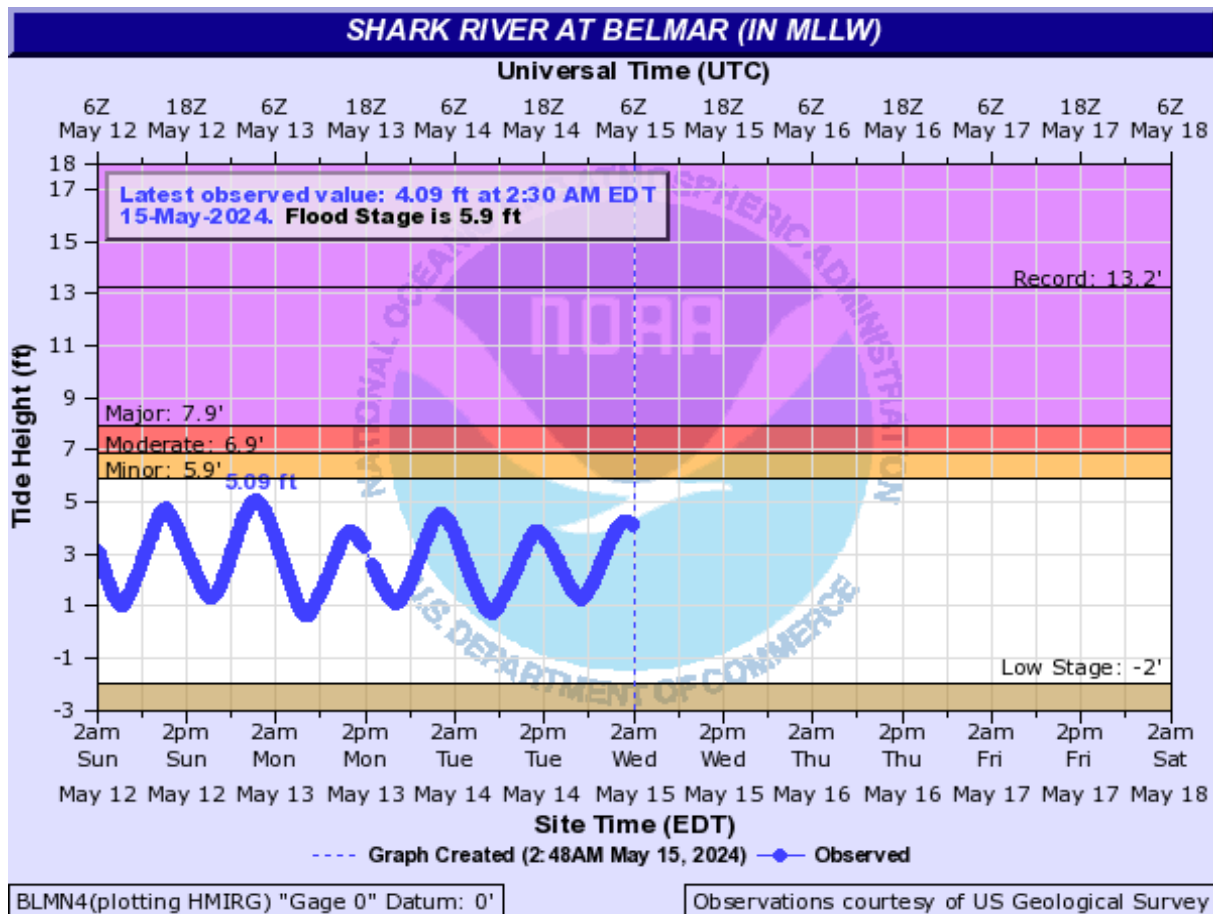 SHARK RIVER AT BELMAR (IN MLLW)
Universal Time (UTC)
6Z 18Z 6Z 18Z 6Z 18Z 6Z 18Z 6Z 18Z 6Z 18Z 6Z
May 12 May 12 May 13 May 13 May 14 May 14 May 15 May 15 May 16 May 16 May 17 May 17 May 18
Latest observed value: 4.09 ft at 2:30 AM EDT
15-May-2024. Flood Stage is 5.9 ft
NATIONAL OCEANIC AND ATMOSPHERIC ADMINISTRATION
NOAA
U.S. DEPARTMENT OF COMMERCE
Tide Height (ft)
18
17
15
13
11
9
7
5
3
1
-1
-3
Record: 13.2'
Major: 7.9'
Moderate: 6.9'
Minor: 5.9'
5.09 ft
Low Stage: -2'
2am 2pm 2am 2pm 2am 2pm 2am 2pm 2am 2pm 2am 2pm 2am
Sun Sun Mon Mon Tue Tue Wed Wed Thu Thu Fri Fri Sat
May 12 May 12 May 13 May 13 May 14 May 14 May 15 May 15 May 16 May 16 May 17 May 17 May 18
Site Time (EDT)
Graph Created (2:48AM May 15, 2024) Observed
BLMN4(plotting HMIRG) "Gage 0" Datum: 0'
Observations courtesy of US Geological Survey